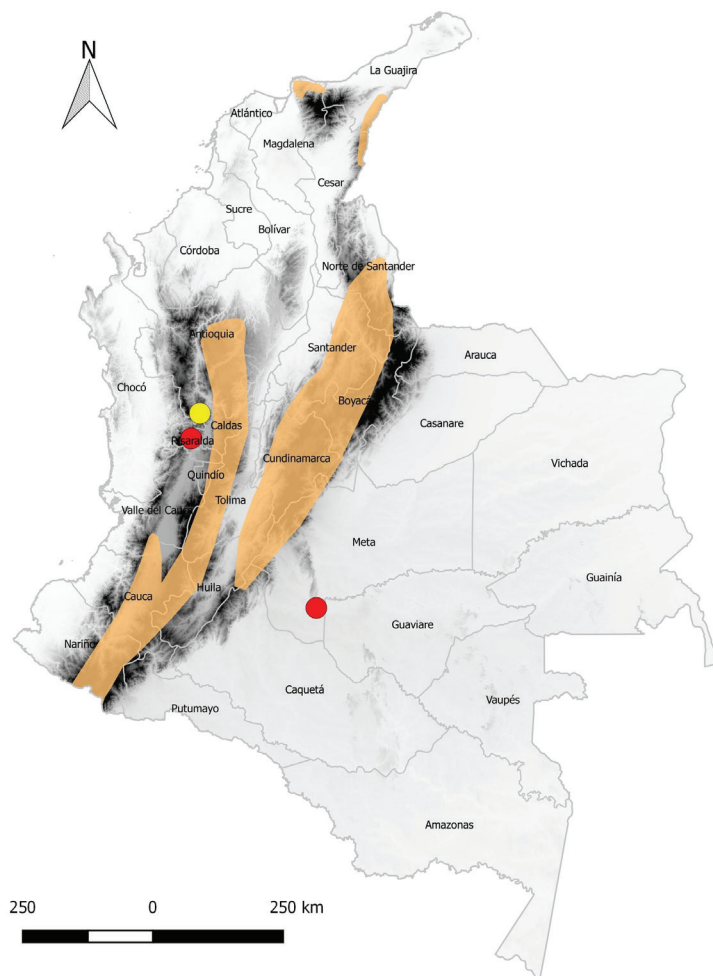 N
La Guajira
Atlántico
Magdalena
Cesar
Sucre
Bolívar
Córdoba
Norte de Santander
Antioquia
Santander
Arauca
Chocó
Boyacá
Caldas
Casanare
Risaralda
Cundinamarca
Vichada
Quindío
Tolima
Valle del Cauca
Meta
Guainía
Huila
Cauca
Guaviare
Nariño
Caquetá
Vaupés
Putumayo
Amazonas
250 0 250 km